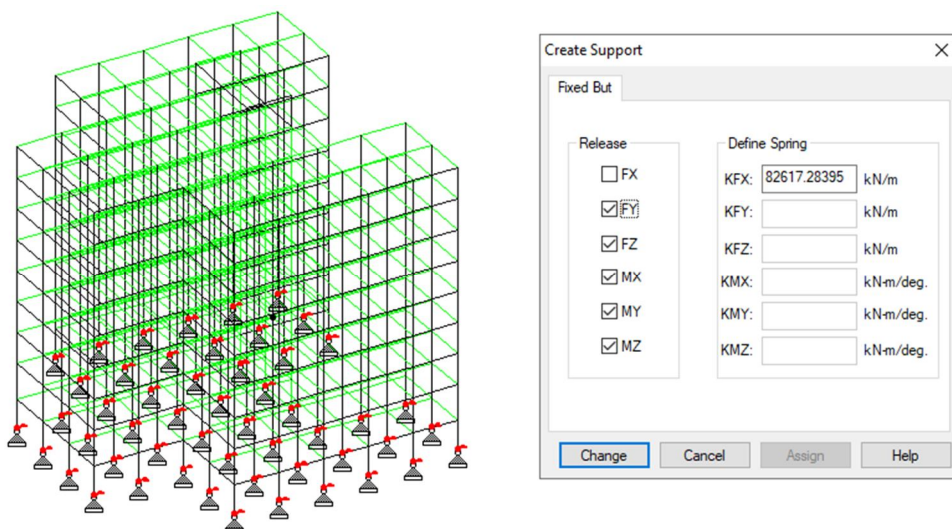 Create Support
Fixed But
Release
FX
FY
FZ
MX
MY
MZ
Define Spring
KFX: 82617.28395 kN/m
KFY: kN/m
KFZ: kN/m
KMX: kN-m/deg.
KMY: kN-m/deg.
KMZ: kN-m/deg.
Change Cancel Assign Help